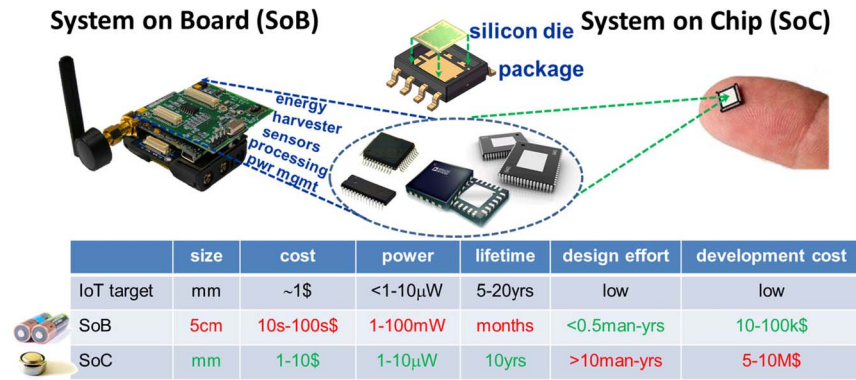 System on Board (SoB)
System on Chip (SoC)
silicon die
package
energy
harvester
sensors
processing
pwr mgmt
size cost power lifetime design effort development cost
IoT target mm ~1$ <1-10μW 5-20yrs low low
SoB 5cm 10s-100s$ 1-100mW months <0.5man-yrs 10-100k$
SoC mm 1-10$ 1-10μW 10yrs >10man-yrs 5-10M$